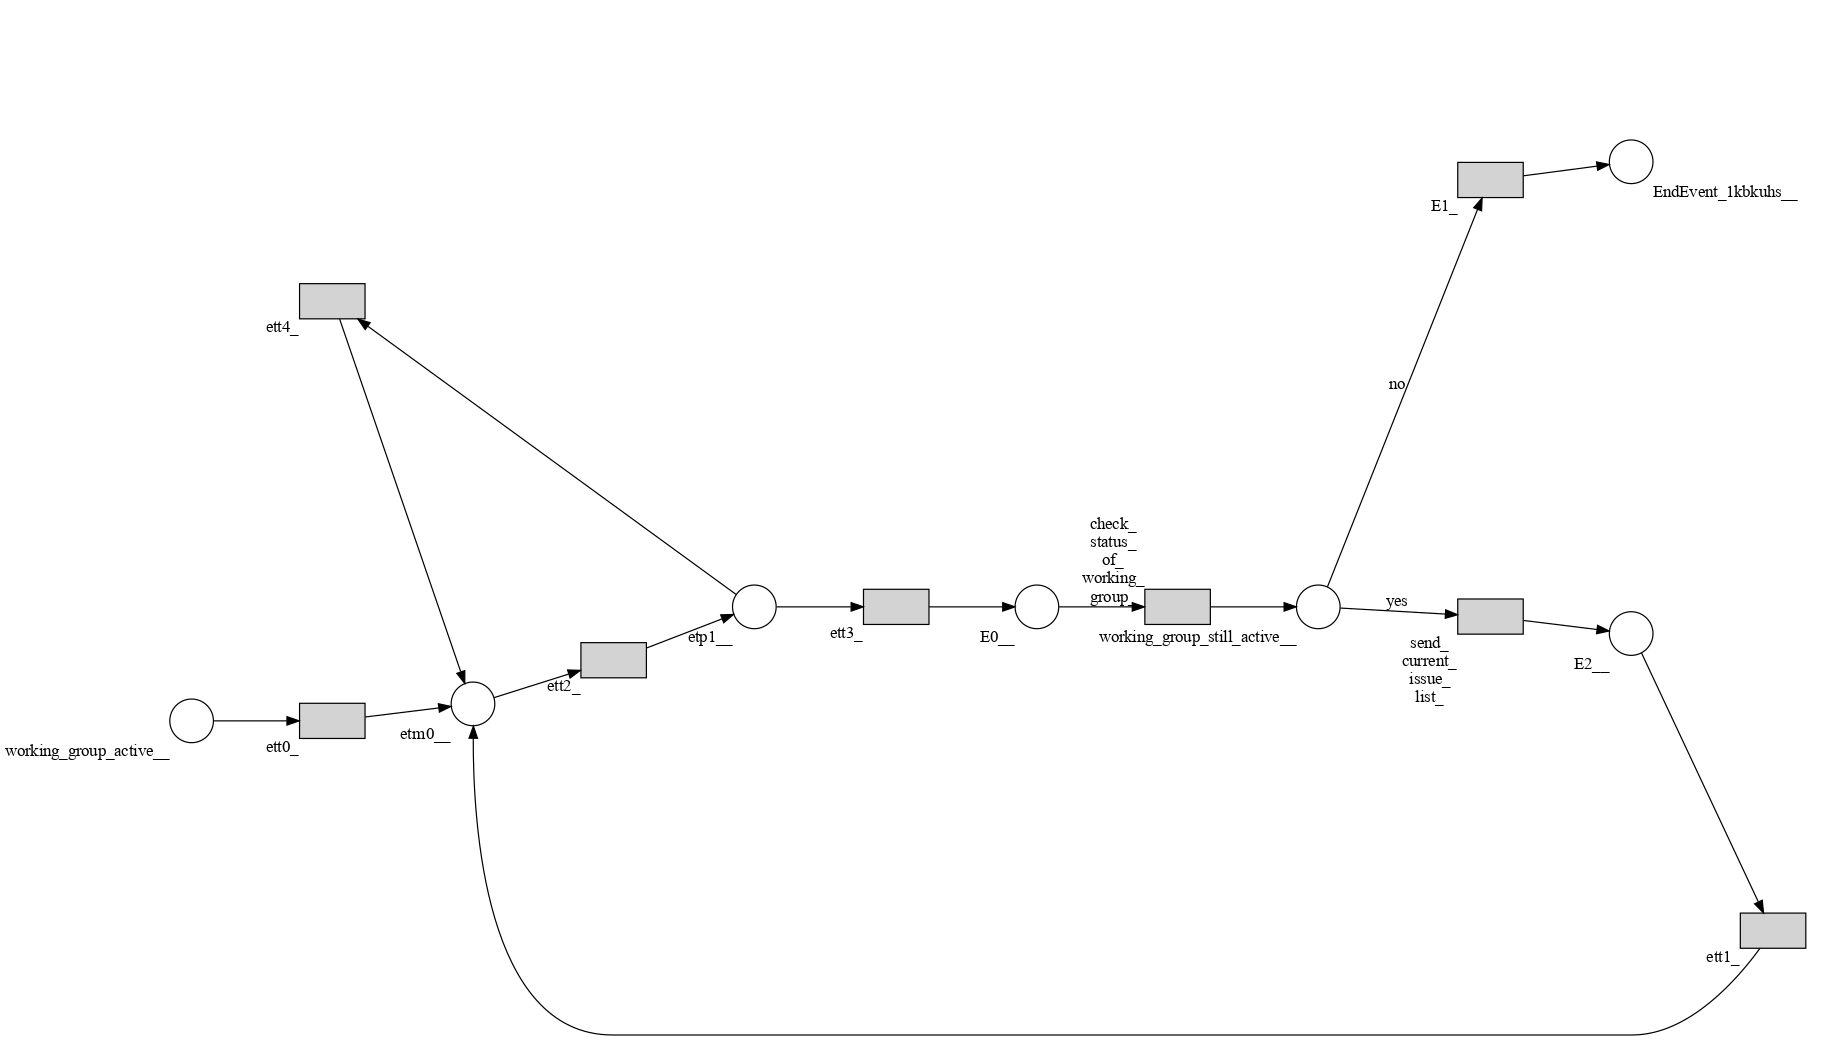 EndEvent_1kbkuhs__
E1_
ett4_
no
check_
status_
of_
working_
group_
yes
etp1__
ett3_
E0__
working_group_still_active__
send_
current_
issue_
list_
E2__
ett2_
etm0__
ett0_
working_group_active__
ett1_